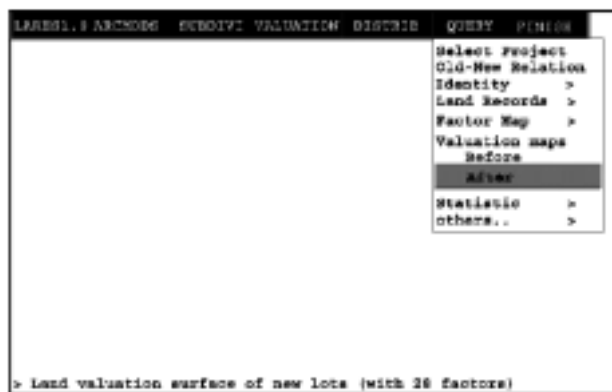 LARES1.0 ARCMODS SUBDIVI VALUATION DISTRIB QUERY FINISH
Select Project
Old-New Relation
Identity >
Land Records >
Factor Map >
Valuation maps
Before
After
Statistic >
others.. >
> Land valuation surface of new lots (with 28 factors)